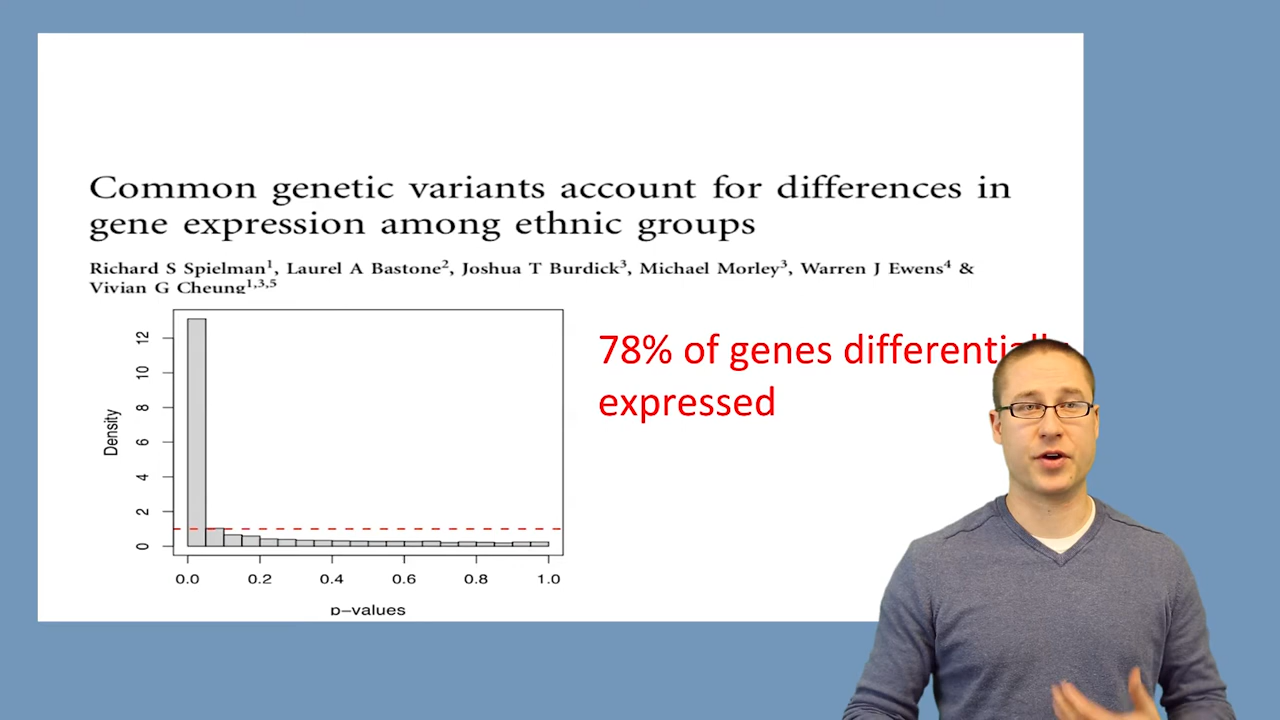 Common genetic variants account for differences in
gene expression among ethnic groups
Richard S Spielman¹, Laurel A Bastone², Joshua T Burdick³, Michael Morley³, Warren J Ewens⁴ &
Vivian G Cheung¹,³,⁵
78% of genes differentially
expressed
Density
12
10
8
6
4
2
0
0.0 0.2 0.4 0.6 0.8 1.0
p-values